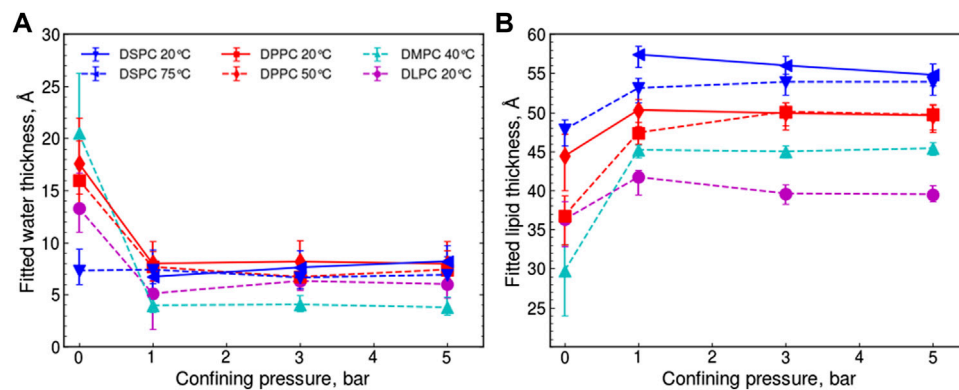 A
30
25
20
15
10
5
0
Fitted water thickness, Å
DSPC 20°C
DSPC 75°C
DPPC 20°C
DPPC 50°C
DMPC 40°C
DLPC 20°C
0 1 2 3 4 5
Confining pressure, bar
B
60
55
50
45
40
35
30
25
Fitted lipid thickness, Å
0 1 2 3 4 5
Confining pressure, bar